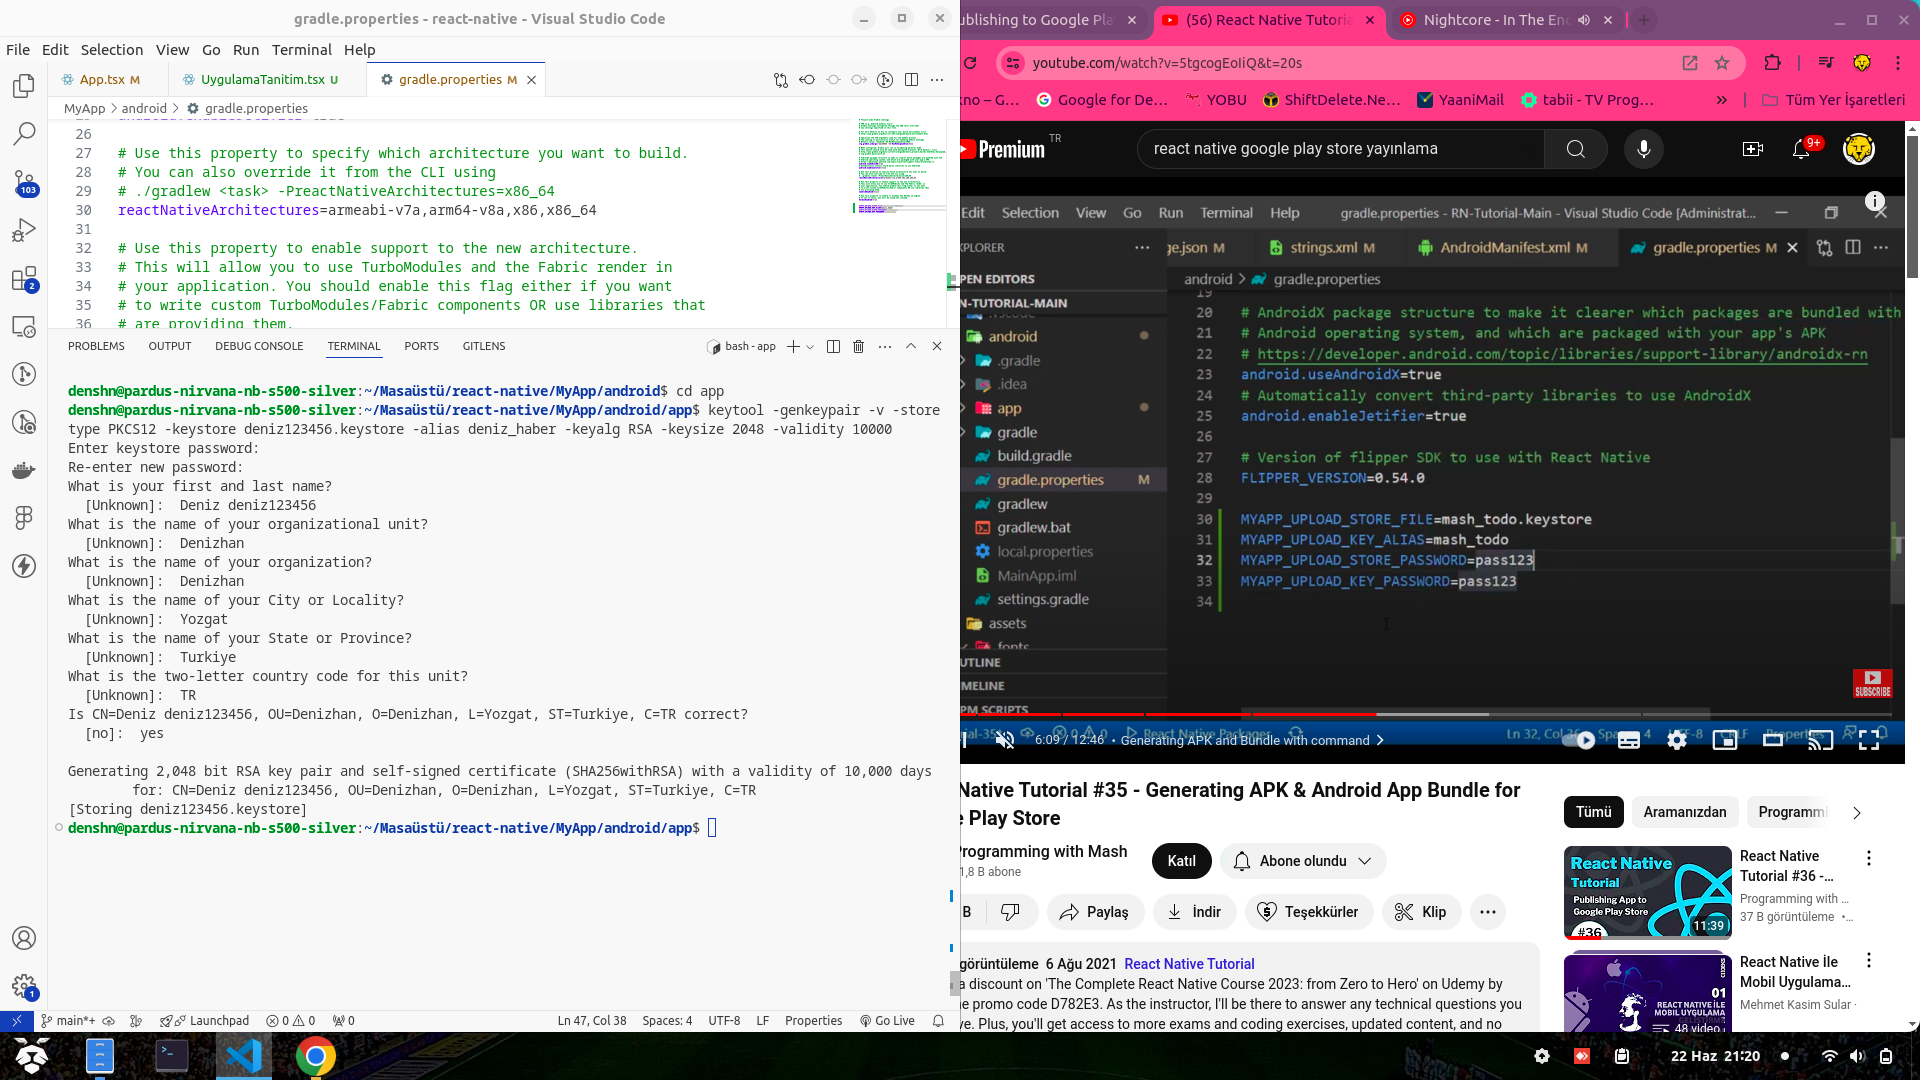 gradle.properties - react-native - Visual Studio Code
File Edit Selection View Go Run Terminal Help
App.tsx M
UygulamaTanitim.tsx U
gradle.properties M
MyApp > android > gradle.properties
26
27 # Use this property to specify which architecture you want to build.
28 # You can also override it from the CLI using
29 # ./gradlew <task> -PreactNativeArchitectures=x86_64
30 reactNativeArchitectures=armeabi-v7a,arm64-v8a,x86,x86_64
31
32 # Use this property to enable support to the new architecture.
33 # This will allow you to use TurboModules and the Fabric render in
34 # your application. You should enable this flag either if you want
35 # to write custom TurboModules/Fabric components OR use libraries that
36 # are providing them.
103
2
PROBLEMS OUTPUT DEBUG CONSOLE TERMINAL PORTS GITLENS
bash - app
denshn@pardus-nirvana-nb-s500-silver:~/Masaüstü/react-native/MyApp/android$ cd app
denshn@pardus-nirvana-nb-s500-silver:~/Masaüstü/react-native/MyApp/android/app$ keytool -genkeypair -v -store
type PKCS12 -keystore deniz123456.keystore -alias deniz_haber -keyalg RSA -keysize 2048 -validity 10000
Enter keystore password:
Re-enter new password:
What is your first and last name?
[Unknown]: Deniz deniz123456
What is the name of your organizational unit?
[Unknown]: Denizhan
What is the name of your organization?
[Unknown]: Denizhan
What is the name of your City or Locality?
[Unknown]: Yozgat
What is the name of your State or Province?
[Unknown]: Turkiye
What is the two-letter country code for this unit?
[Unknown]: TR
Is CN=Deniz deniz123456, OU=Denizhan, O=Denizhan, L=Yozgat, ST=Turkiye, C=TR correct?
[no]: yes
Generating 2,048 bit RSA key pair and self-signed certificate (SHA256withRSA) with a validity of 10,000 days
for: CN=Deniz deniz123456, OU=Denizhan, O=Denizhan, L=Yozgat, ST=Turkiye, C=TR
[Storing deniz123456.keystore]
denshn@pardus-nirvana-nb-s500-silver:~/Masaüstü/react-native/MyApp/android/app$
1
main*+ Launchpad 0 0 0 Ln 47, Col 38 Spaces: 4 UTF-8 LF Properties Go Live
ublishing to Google Pla
(56) React Native Tutoria
Nightcore - In The En
youtube.com/watch?v=5tgcogEoIiQ&t=20s
kno – G...
Google for De...
YOBU
ShiftDelete.Ne...
YaaniMail
tabii - TV Prog...
»
Tüm Yer İşaretleri
Premium TR
react native google play store yayınlama
9+
Edit Selection View Go Run Terminal Help gradle.properties - RN-Tutorial-Main - Visual Studio Code [Administrat...
XPLORER
ge.json M
strings.xml M
AndroidManifest.xml M
gradle.properties M
android > gradle.properties
PEN EDITORS
N-TUTORIAL-MAIN
.vscode
android
.gradle
.idea
app
gradle
build.gradle
gradle.properties M
gradlew
gradlew.bat
local.properties
MainApp.iml
settings.gradle
assets
fonts
UTLINE
MELINE
PM SCRIPTS
19
20 # AndroidX package structure to make it clearer which packages are bundled with
21 # Android operating system, and which are packaged with your app's APK
22 # https://developer.android.com/topic/libraries/support-library/androidx-rn
23 android.useAndroidX=true
24 # Automatically convert third-party libraries to use AndroidX
25 android.enableJetifier=true
26
27 # Version of flipper SDK to use with React Native
28 FLIPPER_VERSION=0.54.0
29
30 MYAPP_UPLOAD_STORE_FILE=mash_todo.keystore
31 MYAPP_UPLOAD_KEY_ALIAS=mash_todo
32 MYAPP_UPLOAD_STORE_PASSWORD=pass123
33 MYAPP_UPLOAD_KEY_PASSWORD=pass123
34
SUBSCRIBE
6:09 / 12:46 • Generating APK and Bundle with command
React Native Packager
Native Tutorial #35 - Generating APK & Android App Bundle for
e Play Store
Programming with Mash
1,8 B abone
Katıl
Abone olundu
B
Paylaş
İndir
Teşekkürler
Klip
görüntüleme 6 Ağu 2021 React Native Tutorial
a discount on 'The Complete React Native Course 2023: from Zero to Hero' on Udemy by
e promo code D782E3. As the instructor, I'll be there to answer any technical questions you
ve. Plus, you'll get access to more exams and coding exercises, updated content, and no
Tümü
Aramanızdan
Programmi
React Native
Tutorial
Publishing App to
Google Play Store
#36
11:39
React Native
Tutorial #36 -...
Programming with ...
37 B görüntüleme
01
REACT NATIVE İLE
MOBİL UYGULAMA
48 video
React Native İle
Mobil Uygulama...
Mehmet Kasim Sular
22 Haz 21:20